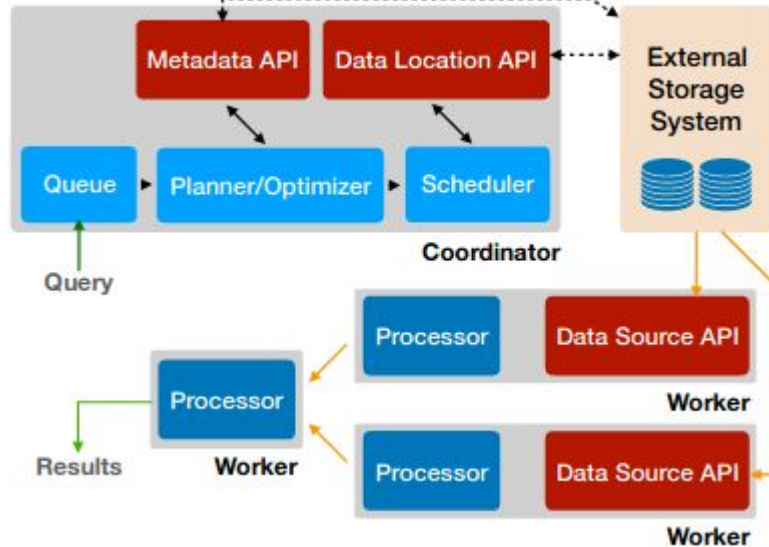 Metadata API
Data Location API
External
Storage
System
Queue
Planner/Optimizer
Scheduler
Coordinator
Query
Processor
Data Source API
Worker
Processor
Results
Worker
Processor
Data Source API
Worker